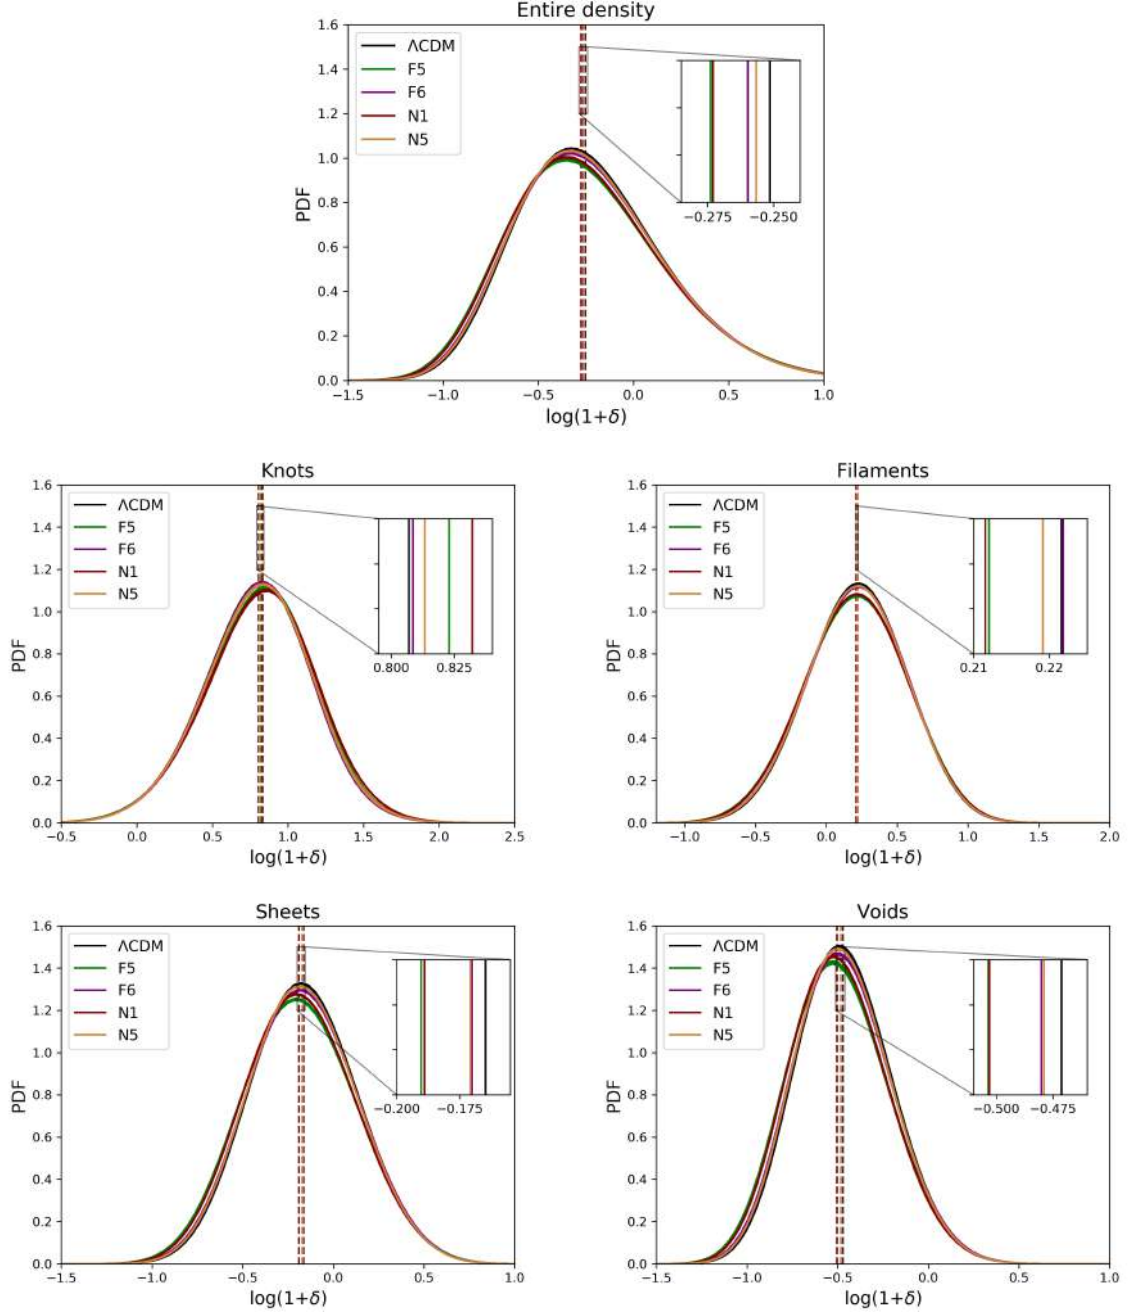 Entire density
1.6
1.4
1.2
1.0
0.8
0.6
0.4
0.2
0.0
PDF
ΛCDM
F5
F6
N1
N5
−0.275 −0.250
−1.5 −1.0 −0.5 0.0 0.5 1.0
log(1+δ)
Knots
1.6
1.4
1.2
1.0
0.8
0.6
0.4
0.2
0.0
PDF
ΛCDM
F5
F6
N1
N5
0.800 0.825
−0.5 0.0 0.5 1.0 1.5 2.0 2.5
log(1+δ)
Filaments
1.6
1.4
1.2
1.0
0.8
0.6
0.4
0.2
0.0
PDF
ΛCDM
F5
F6
N1
N5
0.21 0.22
−1.0 −0.5 0.0 0.5 1.0 1.5 2.0
log(1+δ)
Sheets
1.6
1.4
1.2
1.0
0.8
0.6
0.4
0.2
0.0
PDF
ΛCDM
F5
F6
N1
N5
−0.200 −0.175
−1.5 −1.0 −0.5 0.0 0.5 1.0
log(1+δ)
Voids
1.6
1.4
1.2
1.0
0.8
0.6
0.4
0.2
0.0
PDF
ΛCDM
F5
F6
N1
N5
−0.500 −0.475
−1.5 −1.0 −0.5 0.0 0.5 1.0
log(1+δ)